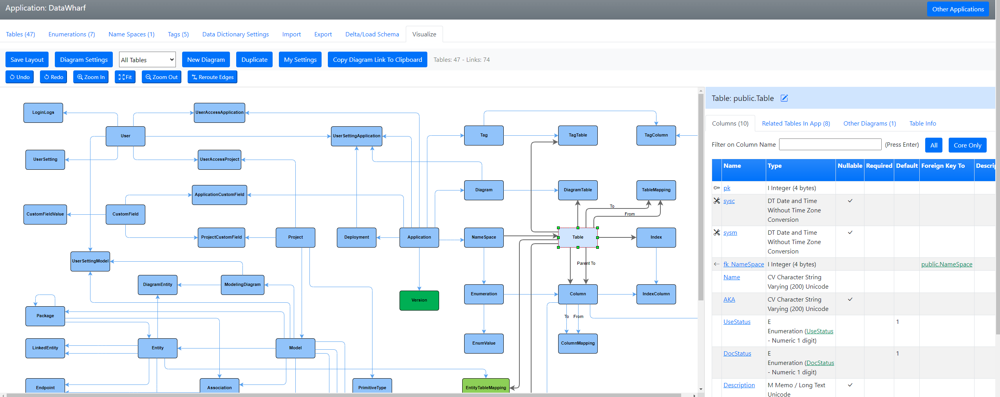 Application: DataWharf
Other Applications
Tables (47)
Enumerations (7)
Name Spaces (1)
Tags (5)
Data Dictionary Settings
Import
Export
Delta/Load Schema
Visualize
Save Layout
Diagram Settings
All Tables
New Diagram
Duplicate
My Settings
Copy Diagram Link To Clipboard
Tables: 47 - Links: 74
Undo
Redo
Zoom In
Fit
Zoom Out
Reroute Edges
LoginLogs
UserAccessApplication
User
UserSettingApplication
Tag
TagTable
TagColumn
UserSetting
UserAccessProject
ApplicationCustomField
Diagram
DiagramTable
TableMapping
To
From
CustomFieldValue
CustomField
ProjectCustomField
Project
Deployment
Application
NameSpace
Table
Index
UserSettingModel
Parent To
DiagramEntity
ModelingDiagram
Enumeration
Column
IndexColumn
Version
Package
To
From
LinkedEntity
Entity
Model
EnumValue
ColumnMapping
Endpoint
Association
PrimitiveType
EntityTableMapping
Table: public.Table
Columns (10)
Related Tables In App (8)
Other Diagrams (1)
Table Info
Filter on Column Name
(Press Enter)
All
Core Only
Name
Type
Nullable
Required
Default
Foreign Key To
Descrip
pk
I Integer (4 bytes)
sysc
DT Date and Time
Without Time Zone
Conversion
sysm
DT Date and Time
Without Time Zone
Conversion
fk_NameSpace
I Integer (4 bytes)
public.NameSpace
Name
CV Character String
Varying (200) Unicode
AKA
CV Character String
Varying (200) Unicode
UseStatus
E
Enumeration (UseStatus
- Numeric 1 digit)
1
DocStatus
E
Enumeration (DocStatus
- Numeric 1 digit)
1
Description
M Memo / Long Text
Unicode